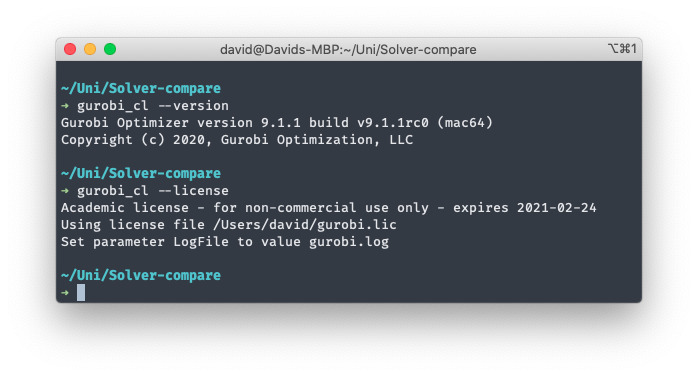 david@Davids-MBP:~/Uni/Solver-compare ⌥⌘1
~/Uni/Solver-compare
➜ gurobi_cl --version
Gurobi Optimizer version 9.1.1 build v9.1.1rc0 (mac64)
Copyright (c) 2020, Gurobi Optimization, LLC
~/Uni/Solver-compare
➜ gurobi_cl --license
Academic license - for non-commercial use only - expires 2021-02-24
Using license file /Users/david/gurobi.lic
Set parameter LogFile to value gurobi.log
~/Uni/Solver-compare
➜